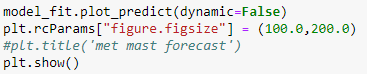 model_fit.plot_predict(dynamic=False)
plt.rcParams["figure.figsize"] = (100.0,200.0)
#plt.title('met mast forecast')
plt.show()